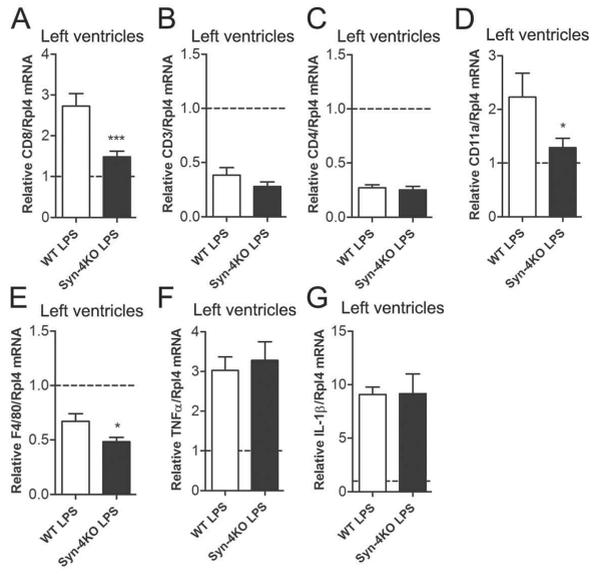 A
Left ventricles
Relative CD8/Rpl4 mRNA
4
3
2
1
0
***
WT LPS
Syn-4KO LPS
B
Left ventricles
Relative CD3/Rpl4 mRNA
1.5
1.0
0.5
0.0
WT LPS
Syn-4KO LPS
C
Left ventricles
Relative CD4/Rpl4 mRNA
1.5
1.0
0.5
0.0
WT LPS
Syn-4KO LPS
D
Left ventricles
Relative CD11a/Rpl4 mRNA
3
2
1
0
*
WT LPS
Syn-4KO LPS
E
Left ventricles
Relative F4/80/Rpl4 mRNA
1.5
1.0
0.5
0.0
*
WT LPS
Syn-4KO LPS
F
Left ventricles
Relative TNFα/Rpl4 mRNA
4
3
2
1
0
WT LPS
Syn-4KO LPS
G
Left ventricles
Relative IL-1β/Rpl4 mRNA
15
10
5
0
WT LPS
Syn-4KO LPS